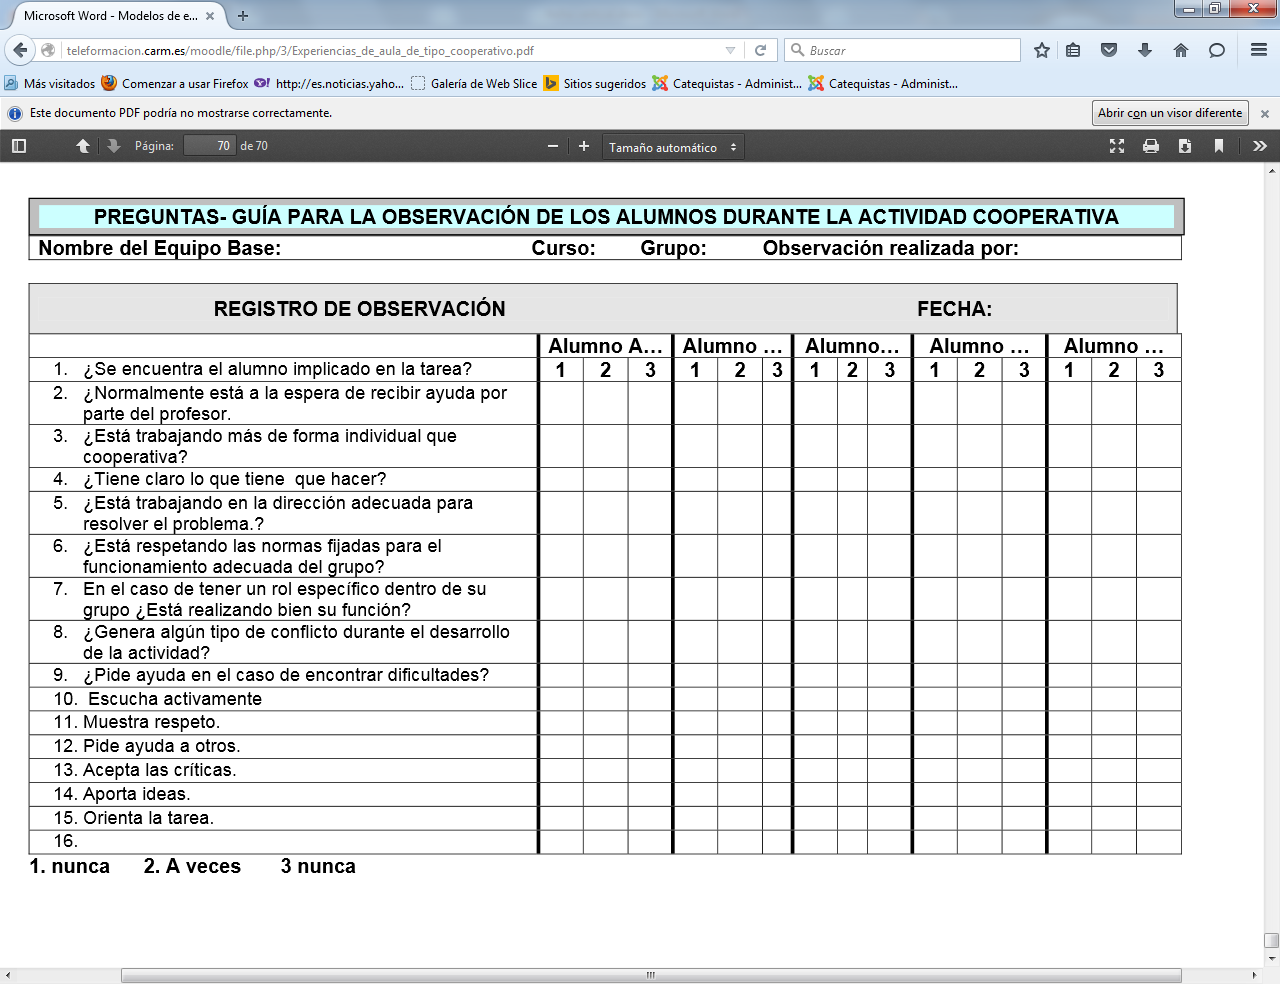 Microsoft Word - Modelos de e...
teleformacion.carm.es/moodle/file.php/3/Experiencias_de_aula_de_tipo_cooperativo.pdf
Buscar
Más visitados Comenzar a usar Firefox http://es.noticias.yaho... Galería de Web Slice Sitios sugeridos Catequistas - Administ... Catequistas - Administ...
Este documento PDF podría no mostrarse correctamente. Abrir con un visor diferente
Página: 70 de 70 Tamaño automático
PREGUNTAS- GUÍA PARA LA OBSERVACIÓN DE LOS ALUMNOS DURANTE LA ACTIVIDAD COOPERATIVA
Nombre del Equipo Base: Curso: Grupo: Observación realizada por:
REGISTRO DE OBSERVACIÓN FECHA:
Alumno A... Alumno ... Alumno... Alumno ... Alumno ...
1. ¿Se encuentra el alumno implicado en la tarea? 1 2 3 1 2 3 1 2 3 1 2 3 1 2 3
2. ¿Normalmente está a la espera de recibir ayuda por
parte del profesor.
3. ¿Está trabajando más de forma individual que
cooperativa?
4. ¿Tiene claro lo que tiene que hacer?
5. ¿Está trabajando en la dirección adecuada para
resolver el problema.?
6. ¿Está respetando las normas fijadas para el
funcionamiento adecuada del grupo?
7. En el caso de tener un rol específico dentro de su
grupo ¿Está realizando bien su función?
8. ¿Genera algún tipo de conflicto durante el desarrollo
de la actividad?
9. ¿Pide ayuda en el caso de encontrar dificultades?
10. Escucha activamente
11. Muestra respeto.
12. Pide ayuda a otros.
13. Acepta las críticas.
14. Aporta ideas.
15. Orienta la tarea.
16.
1. nunca 2. A veces 3 nunca